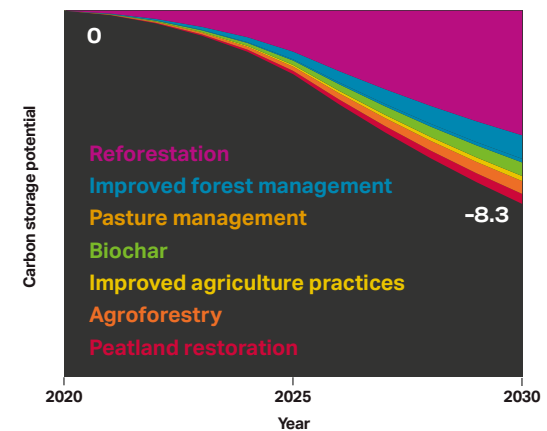 0
Carbon storage potential
Reforestation
Improved forest management
Pasture management
Biochar
Improved agriculture practices
Agroforestry
Peatland restoration
-8.3
2020
2025
2030
Year